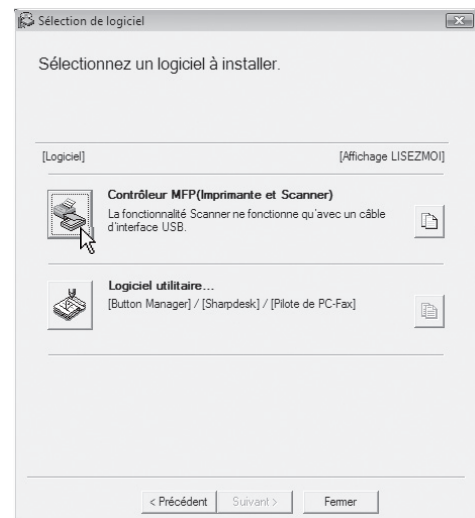 Sélection de logiciel
Sélectionnez un logiciel à installer.
[Logiciel] [Affichage LISEZMOI]
Contrôleur MFP(Imprimante et Scanner)
La fonctionnalité Scanner ne fonctionne qu'avec un câble
d'interface USB.
Logiciel utilitaire...
[Button Manager] / [Sharpdesk] / [Pilote de PC-Fax]
< Précédent Suivant > Fermer